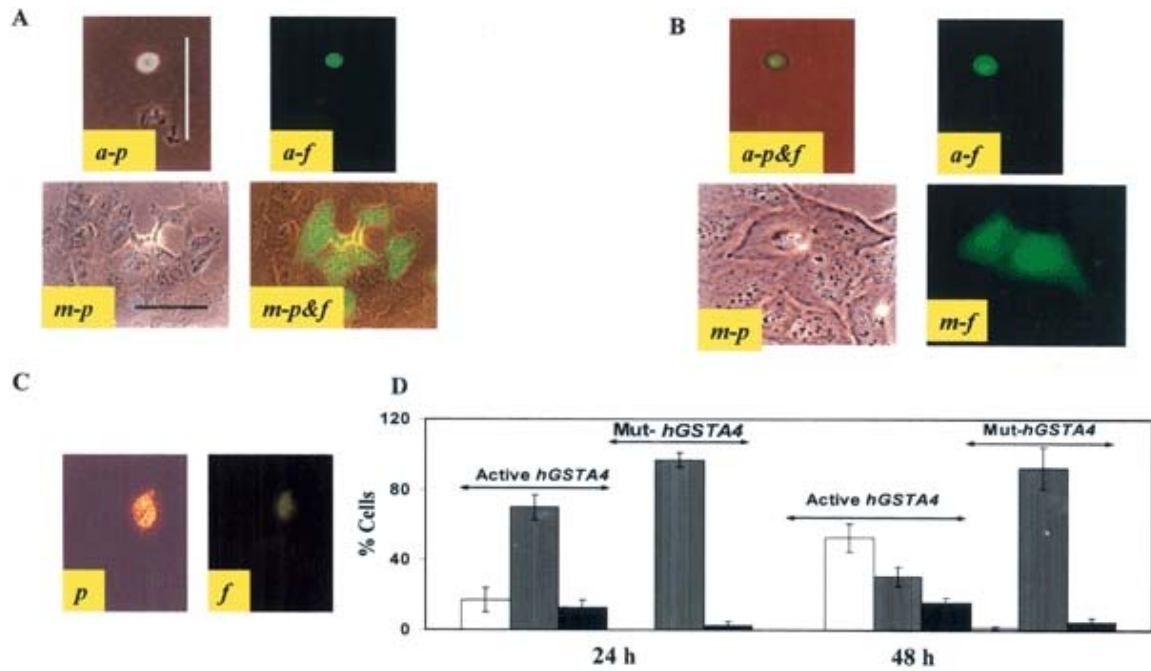 A
B
a-p
a-f
a-p&f
a-f
m-p
m-p&f
m-p
m-f
C
D
p
f
120
80
40
0
% Cells
Active hGSTA4
Mut- hGSTA4
Active hGSTA4
Mut-hGSTA4
24 h
48 h